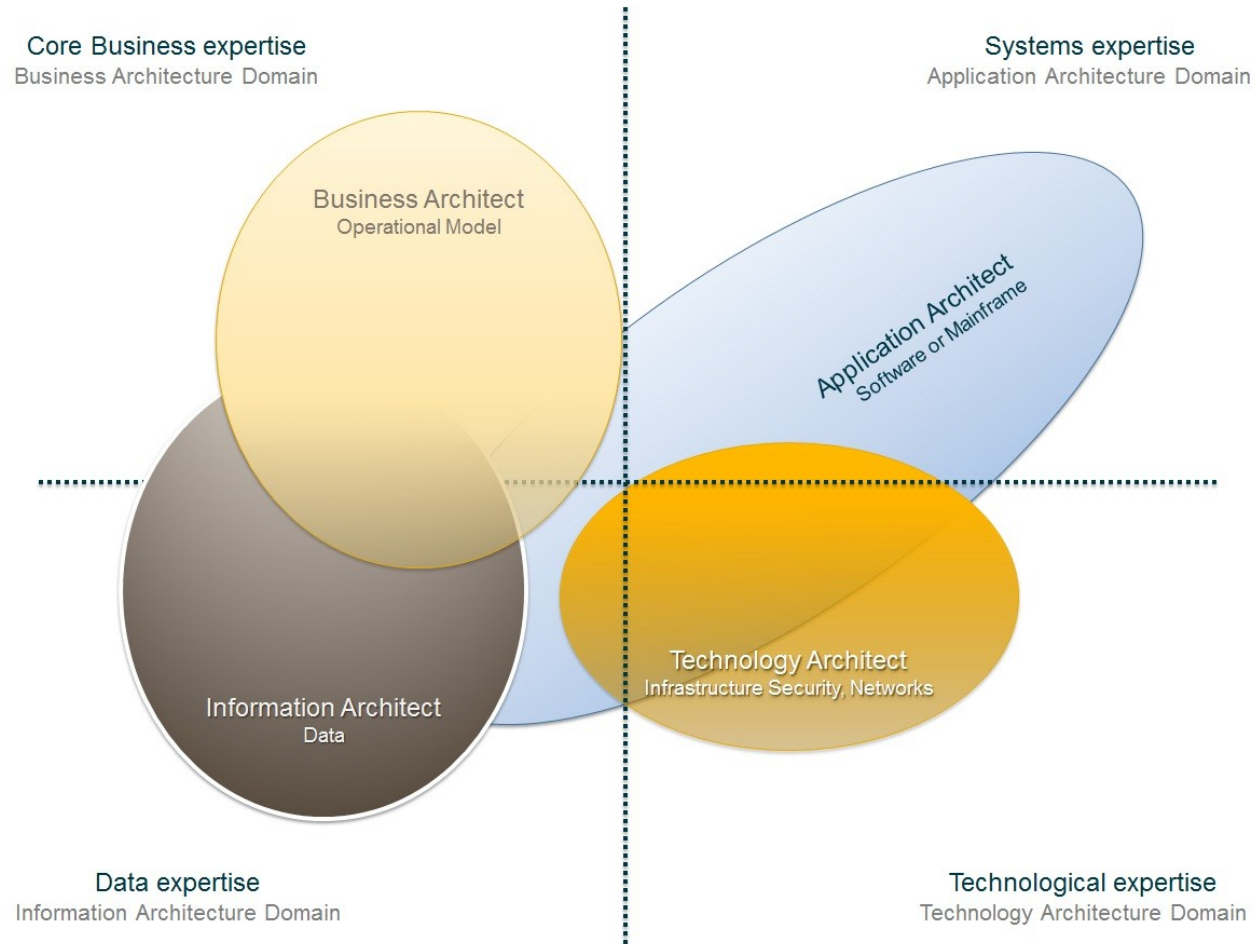 Core Business expertise
Business Architecture Domain
Systems expertise
Application Architecture Domain
Business Architect
Operational Model
Application Architect
Software or Mainframe
Technology Architect
Infrastructure Security, Networks
Information Architect
Data
Data expertise
Information Architecture Domain
Technological expertise
Technology Architecture Domain